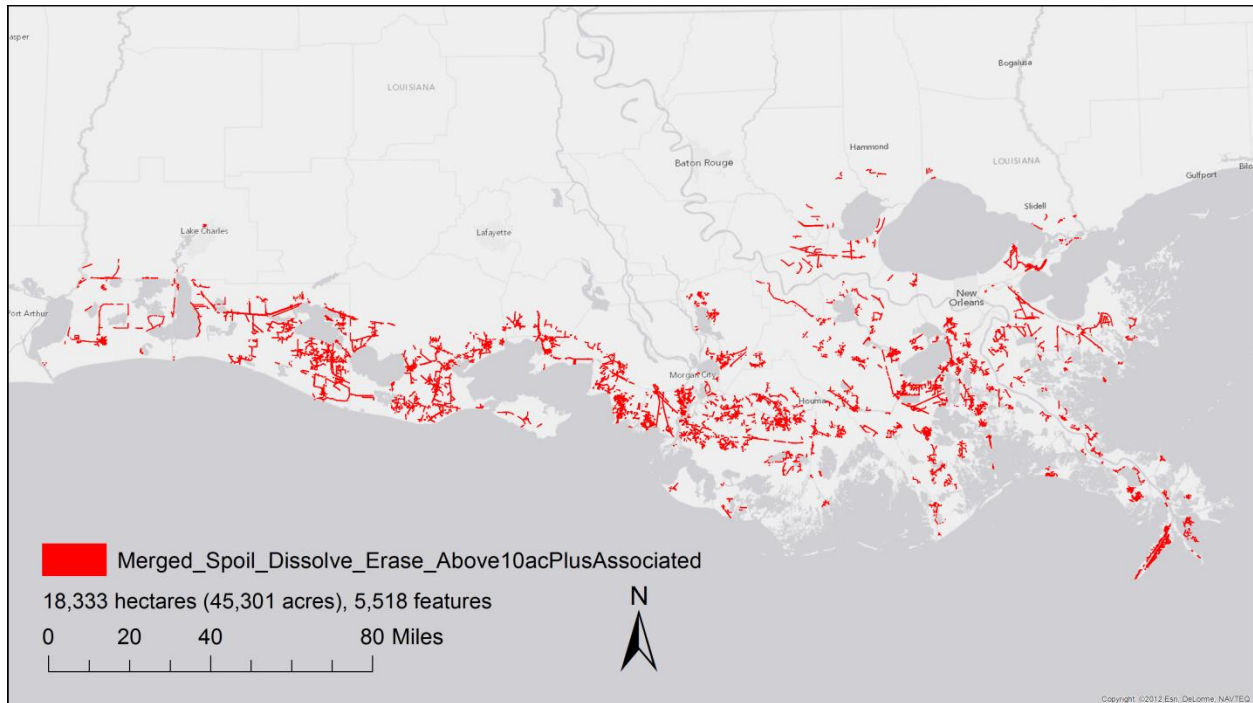 asper
LOUISIANA
Bogalusa
Hammond
Baton Rouge
LOUISIANA
Gulfport
Bilo
Slidell
Lake Charles
Lafayette
New
Orleans
Port Arthur
Morgan City
Houma
Merged_Spoil_Dissolve_Erase_Above10acPlusAssociated
18,333 hectares (45,301 acres), 5,518 features
N
0 20 40 80 Miles
Copyright: ©2012 Esri, DeLorme, NAVTEQ